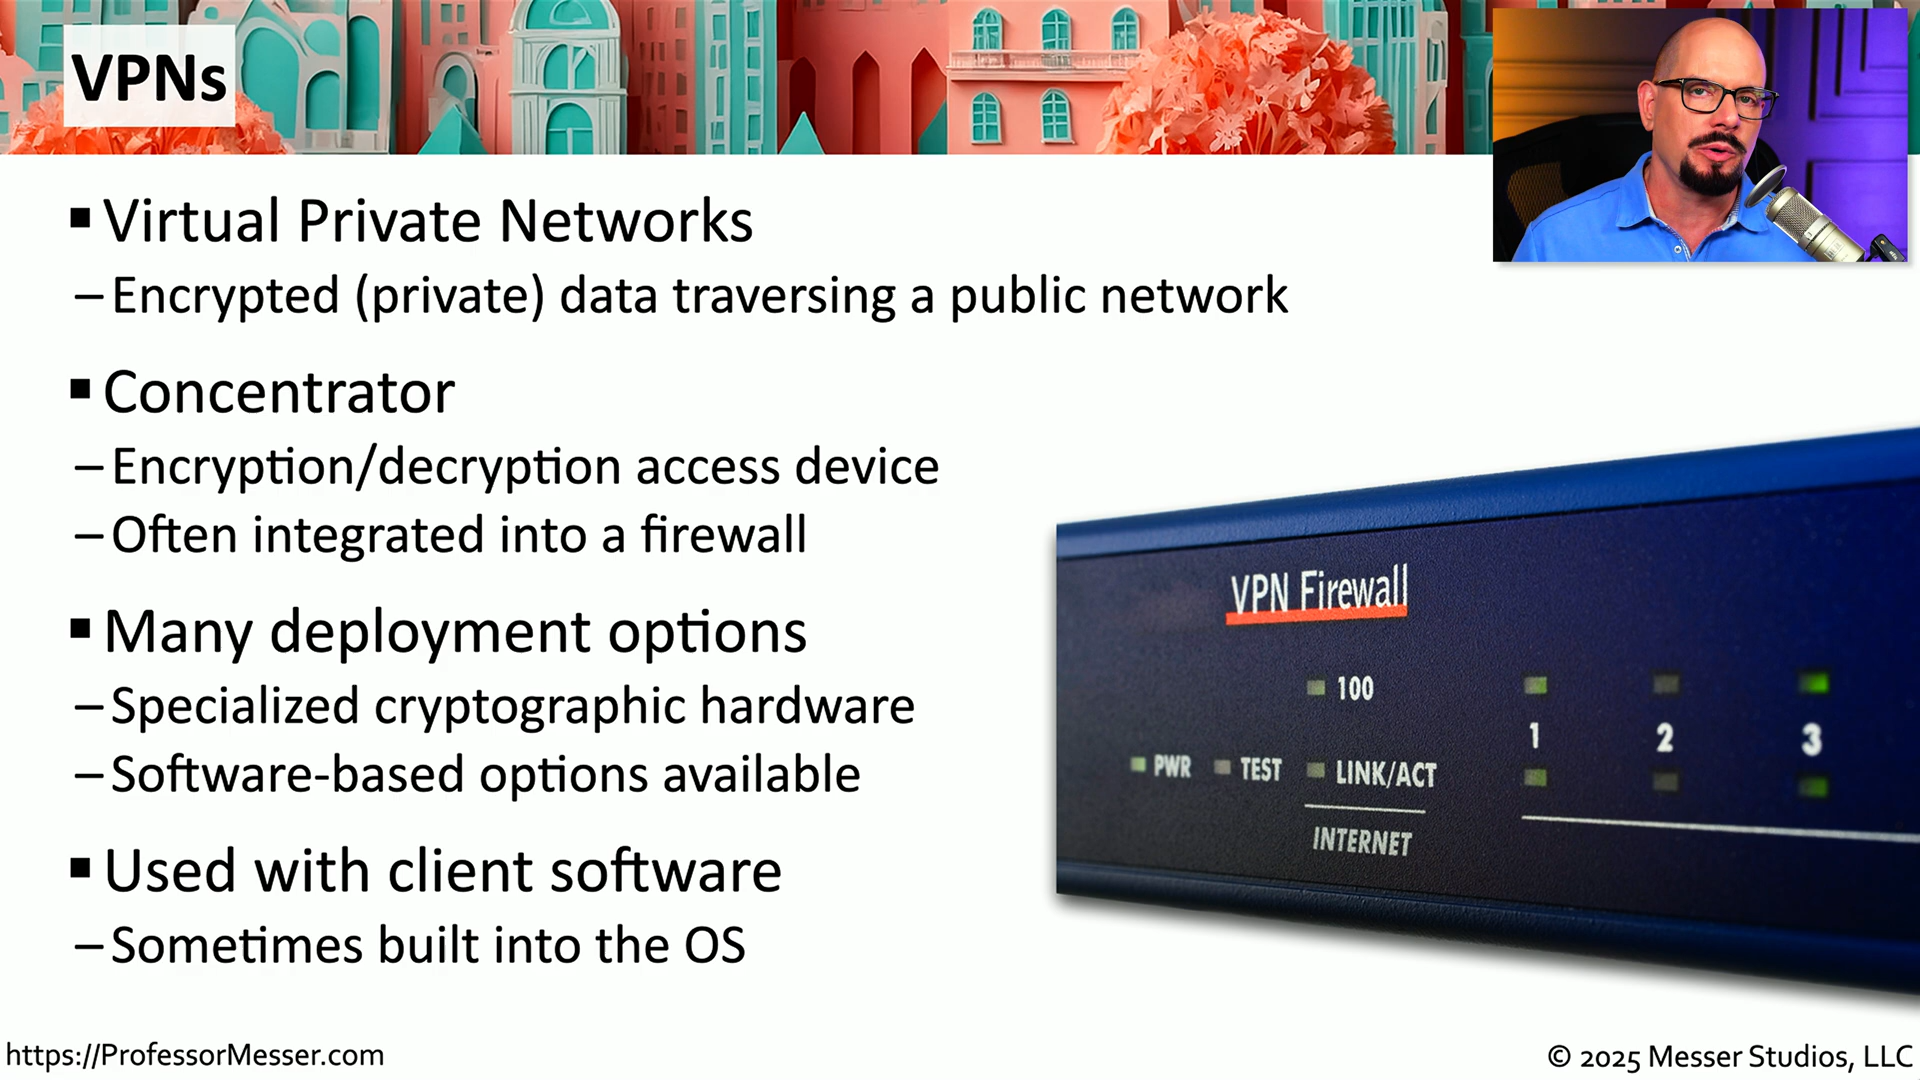 VPNs
▪ Virtual Private Networks
– Encrypted (private) data traversing a public network
▪ Concentrator
– Encryption/decryption access device
– Often integrated into a firewall
▪ Many deployment options
– Specialized cryptographic hardware
– Software-based options available
▪ Used with client software
– Sometimes built into the OS
VPN Firewall
100
1 2 3
PWR TEST LINK/ACT
INTERNET
https://ProfessorMesser.com
© 2025 Messer Studios, LLC